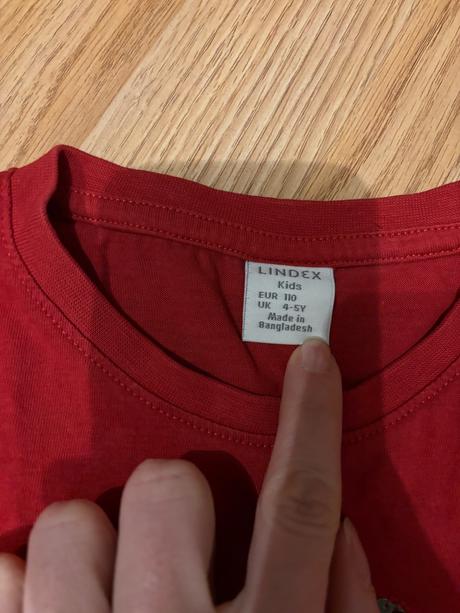 LINDEX
Kids
EUR 110
UK 4-5Y
Made in
Bangladesh